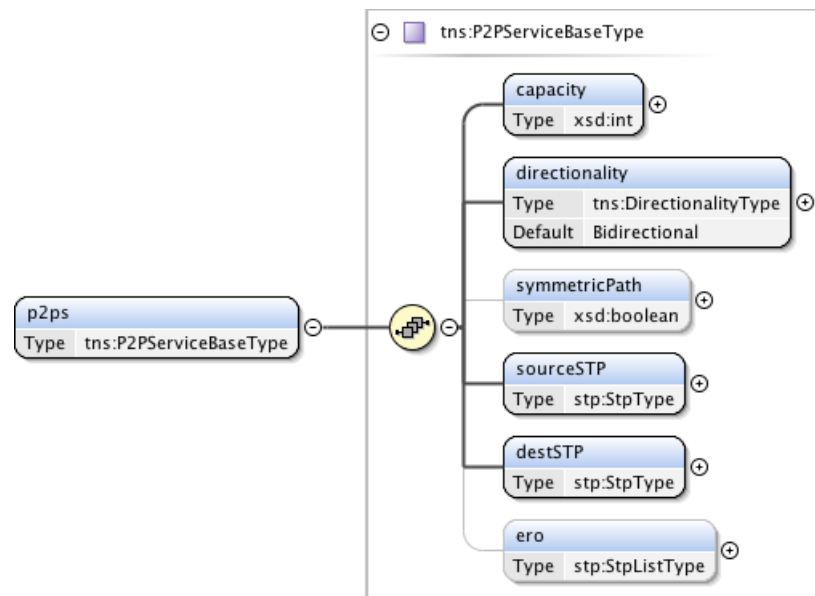 tns:P2PServiceBaseType
capacity
Type xsd:int
directionality
Type tns:DirectionalityType
Default Bidirectional
symmetricPath
Type xsd:boolean
p2ps
Type tns:P2PServiceBaseType
sourceSTP
Type stp:StpType
destSTP
Type stp:StpType
ero
Type stp:StpListType